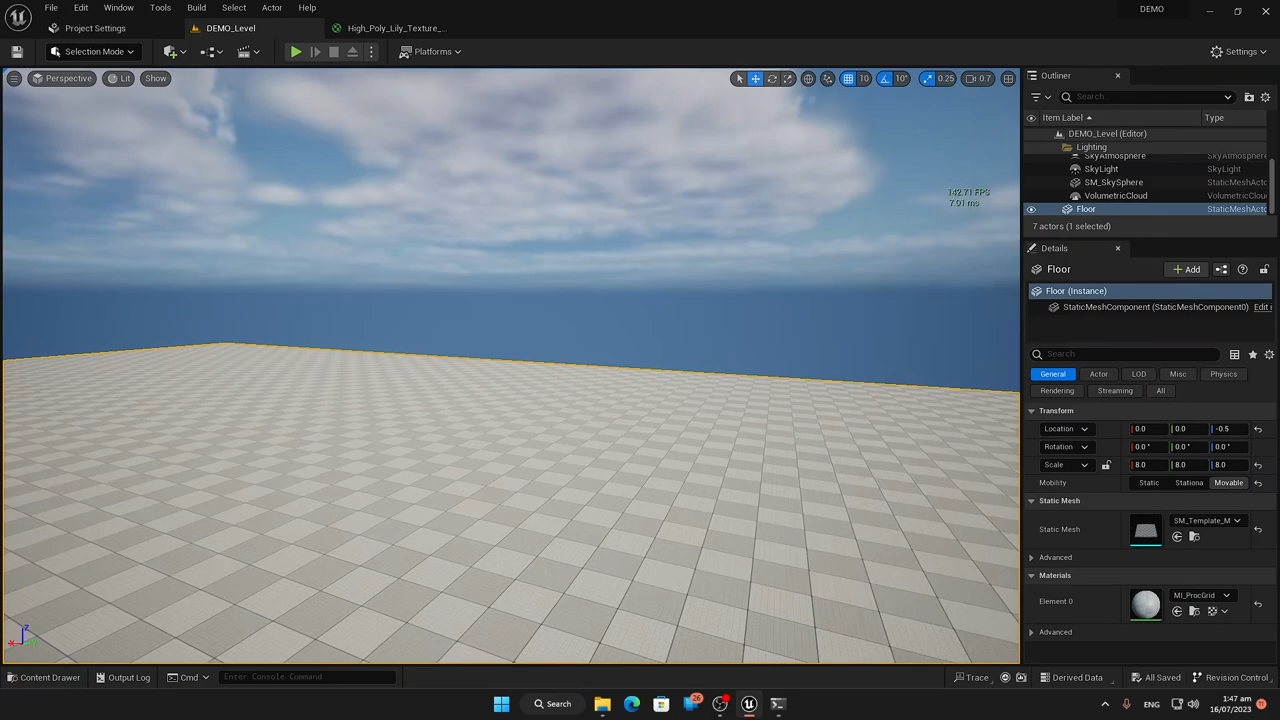 File Edit Window Tools Build Select Actor Help
DEMO
Project Settings
DEMO_Level
High_Poly_Lily_Texture_...
Selection Mode
Platforms
Settings
Perspective
Lit
Show
10
10°
0.25
0.7
142.71 FPS
7.01 ms
Outliner
Search...
Item Label
Type
DEMO_Level (Editor)
Lighting
SkyAtmosphere SkyAtmosphere
SkyLight SkyLight
SM_SkySphere StaticMeshActo
VolumetricCloud VolumetricClou
Floor StaticMeshActo
7 actors (1 selected)
Details
Floor
Add
Floor (Instance)
StaticMeshComponent (StaticMeshComponent0) Edit i
Search
General Actor LOD Misc Physics
Rendering Streaming All
Transform
Location 0.0 0.0 -0.5
Rotation 0.0° 0.0° 0.0°
Scale 8.0 8.0 8.0
Mobility Static Stationa Movable
Static Mesh
Static Mesh SM_Template_M
Advanced
Materials
Element 0 MI_ProcGrid
Advanced
Content Drawer
Output Log
Cmd
Enter Console Command
Trace
Derived Data
All Saved
Revision Control
Search
26
ENG
1:47 am
16/07/2023